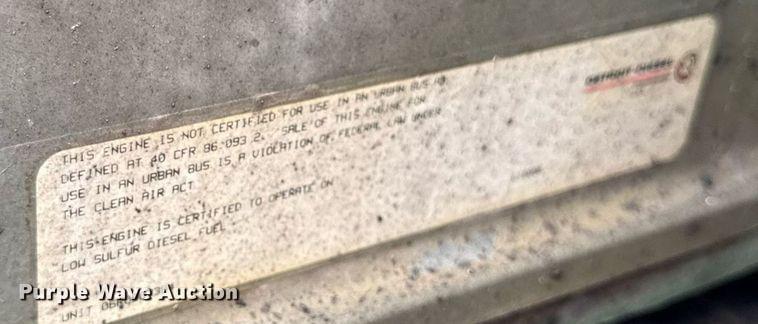 THIS ENGINE IS NOT CERTIFIED FOR USE IN AN URBAN BUS AS
DEFINED AT 40 CFR 86.093 2. SALE OF THIS ENGINE FOR
USE IN AN URBAN BUS IS A VIOLATION OF FEDERAL LAW UNDER
THE CLEAN AIR ACT
THIS ENGINE IS CERTIFIED TO OPERATE ON
LOW SULFUR DIESEL FUEL
UNIT
DETROIT DIESEL
Purple Wave Auction